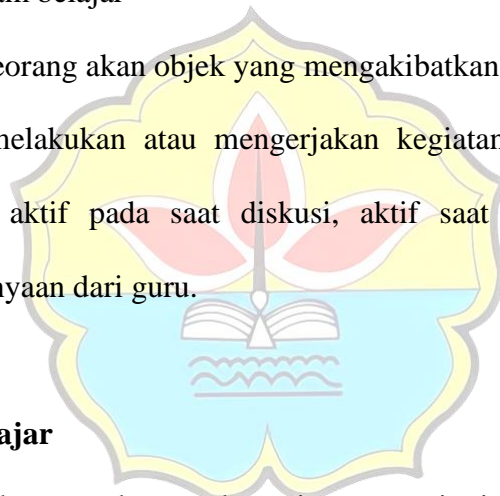 eorang akan objek yang mengakibatkan
melakukan atau mengerjakan kegiatan
aktif pada saat diskusi, aktif saat
nyaan dari guru.
ajar